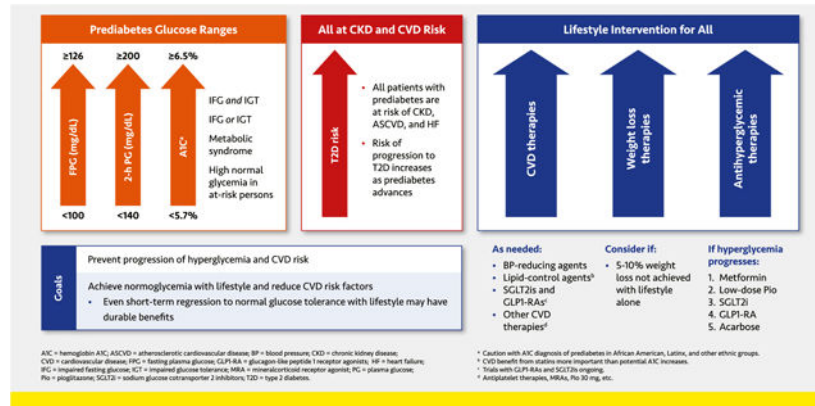 Prediabetes Glucose Ranges
≥126
≥200
≥6.5%
FPG (mg/dL)
2-h PG (mg/dL)
A1Cª
<100
<140
<5.7%
IFG and IGT
IFG or IGT
Metabolic
syndrome
High normal
glycemia in
at-risk persons
All at CKD and CVD Risk
T2D risk
• All patients with
prediabetes are
at risk of CKD,
ASCVD, and HF
• Risk of
progression to
T2D increases
as prediabetes
advances
Lifestyle Intervention for All
CVD therapies
Weight loss
therapies
Antihyperglycemic
therapies
Goals
Prevent progression of hyperglycemia and CVD risk
Achieve normoglycemia with lifestyle and reduce CVD risk factors
• Even short-term regression to normal glucose tolerance with lifestyle may have
durable benefits
As needed:
• BP-reducing agents
• Lipid-control agentsᵇ
• SGLT2is and
GLP1-RAsᶜ
• Other CVD
therapiesᵈ
Consider if:
• 5-10% weight
loss not achieved
with lifestyle
alone
If hyperglycemia
progresses:
1. Metformin
2. Low-dose Pio
3. SGLT2i
4. GLP1-RA
5. Acarbose
A1C = hemoglobin A1C; ASCVD = atherosclerotic cardiovascular disease; BP = blood pressure; CKD = chronic kidney disease;
CVD = cardiovascular disease; FPG = fasting plasma glucose; GLP1-RA = glucagon-like peptide 1 receptor agonists; HF = heart failure;
IFG = impaired fasting glucose; IGT = impaired glucose tolerance; MRA = mineralcorticoid receptor agonist; PG = plasma glucose;
Pio = pioglitazone; SGLT2i = sodium glucose cotransporter 2 inhibitors; T2D = type 2 diabetes.
ª Caution with A1C diagnosis of prediabetes in African American, Latinx, and other ethnic groups.
ᵇ CVD benefit from statins more important than potential A1C increases.
ᶜ Trials with GLP1-RAs and SGLT2is ongoing.
ᵈ Antiplatelet therapies, MRAs, Pio 30 mg, etc.